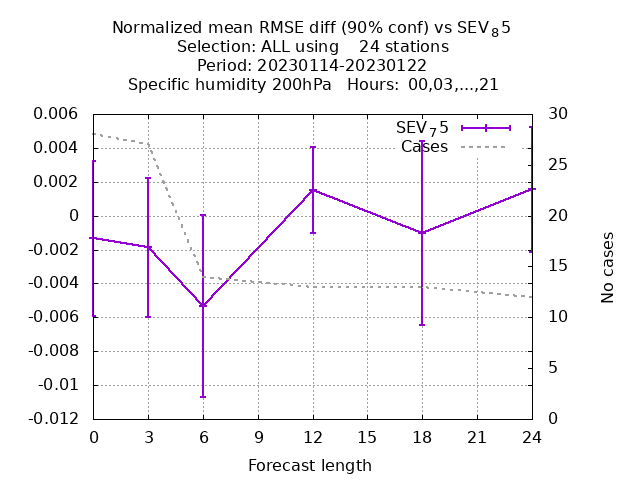 Normalized mean RMSE diff (90% conf) vs SEV₈5
Selection: ALL using    24 stations
Period: 20230114-20230122
Specific humidity 200hPa   Hours:  00,03,...,21
0.006
0.004
0.002
0
-0.002
-0.004
-0.006
-0.008
-0.01
-0.012
SEV₇5
Cases
30
25
20
15
10
5
0
No cases
0 3 6 9 12 15 18 21 24
Forecast length